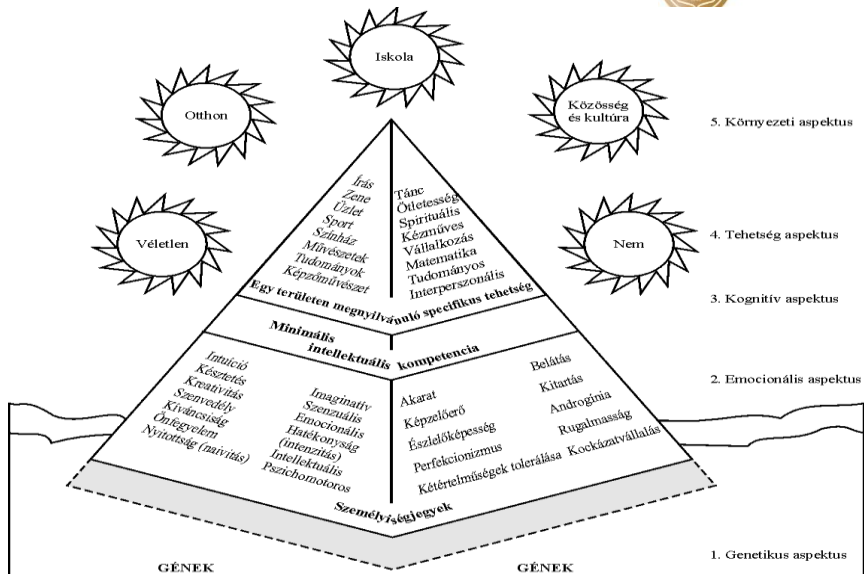 Iskola
Otthon
Közösség
és kultúra
5. Környezeti aspektus
Véletlen
Nem
4. Tehetség aspektus
Írás
Zene
Üzlet
Sport
Színház
Művészetek
Tudományok
Képzőművészet
Tánc
Ötletesség
Spirituális
Kézműves
Vállalkozás
Matematika
Tudományos
Interperszonális
Egy területen megnyilvánuló specifikus tehetség
3. Kognitív aspektus
Minimális
intellektuális kompetencia
2. Emocionális aspektus
Intuíció
Késztetés
Kreativitás
Szenvedély
Kíváncsiság
Önfegyelem
Nyitottság (naivitás)
Imaginatív
Szenzuális
Emocionális
Hatékonyság
(intenzitás)
Intellektuális
Pszichomotoros
Akarat
Képzelőerő
Észlelőképesség
Perfekcionizmus
Kétértelműségek tolerálása
Belátás
Kitartás
Androgínia
Rugalmasság
Kockázatvállalás
Személyiségjegyek
1. Genetikus aspektus
GÉNEK
GÉNEK